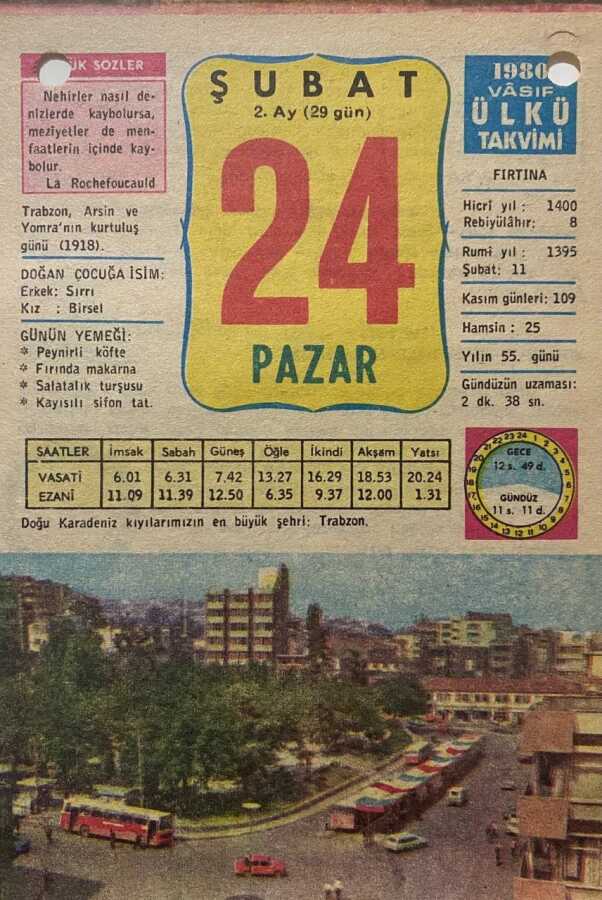 ÜK SÖZLER
Nehirler nasıl de-
nizlerde kaybolursa,
meziyetler de men-
faatlerin içinde kay-
bolur.
La Rochefoucauld
Trabzon, Arsin ve
Yomra'nın kurtuluş
günü (1918).
DOĞAN ÇOCUĞA İSİM:
Erkek: Sırrı
Kız : Birsel
GÜNÜN YEMEĞİ:
* Peynirli köfte
* Fırında makarna
* Salatalık turşusu
* Kayısılı sifon tat.
ŞUBAT
2. Ay (29 gün)
24
PAZAR
1980
VÂSIF
ÜLKÜ
TAKVİMİ
FIRTINA
Hicrî yıl : 1400
Rebiyülâhır: 8
Rumî yıl : 1395
Şubat: 11
Kasım günleri: 109
Hamsin : 25
Yılın 55. günü
Gündüzün uzaması:
2 dk. 38 sn.
SAATLER İmsak Sabah Güneş Öğle İkindi Akşam Yatsı
VASATİ 6.01 6.31 7.42 13.27 16.29 18.53 20.24
EZANİ 11.09 11.39 12.50 6.35 9.37 12.00 1.31
Doğu Karadeniz kıyılarımızın en büyük şehri: Trabzon.
22 23 24 1 2
GECE
12 s. 49 d.
GÜNDÜZ
11 s. 11 d.